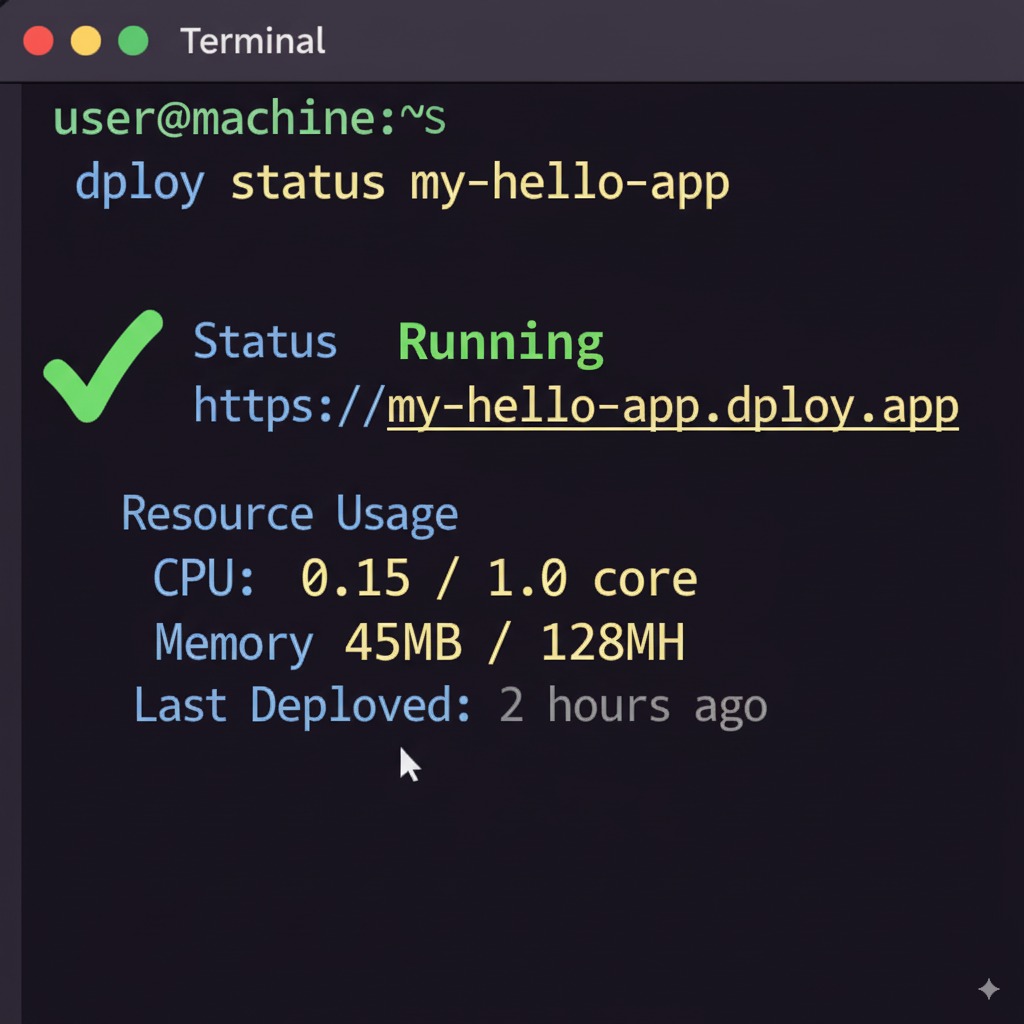 Terminal
user@machine:~s
dploy status my-hello-app
Status Running
https://my-hello-app.dploy.app
Resource Usage
CPU: 0.15 / 1.0 core
Memory 45MB / 128MH
Last Deploved: 2 hours ago